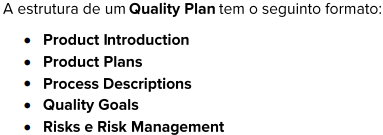 A estrutura de um Quality Plan tem o seguinto formato:
• Product Introduction
• Product Plans
• Process Descriptions
• Quality Goals
• Risks e Risk Management